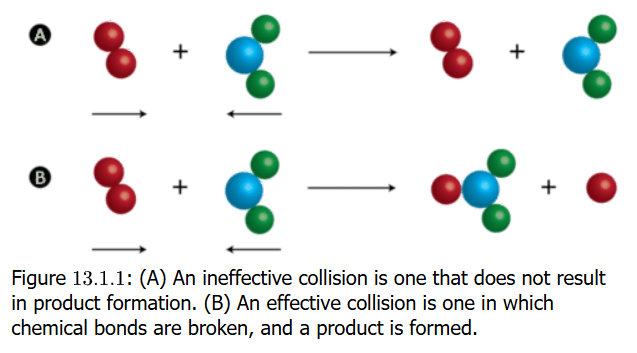 A
+
+
B
+
+
Figure 13.1.1: (A) An ineffective collision is one that does not result
in product formation. (B) An effective collision is one in which
chemical bonds are broken, and a product is formed.